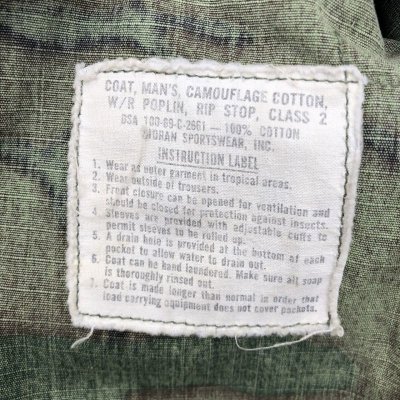 COAT, MAN'S, CAMOUFLAGE COTTON,
W/R POPLIN, RIP STOP, CLASS 2
DSA 100-69-C-2661 — 100% COTTON
SPORTSWEAR, INC.
INSTRUCTION LABEL
1. Wear as outer garment in tropical areas.
2. Wear outside of trousers.
3. Front closure can be opened for ventilation and
should be closed for protection against insects.
4. Sleeves are provided with adjustable cuffs to
permit sleeves to be rolled up.
5. A drain hole is provided at the bottom of each
pocket to allow water to drain out.
6. Coat can be hand laundered. Make sure all soap
is thoroughly rinsed out.
7. Coat is made longer than normal in order that
load carrying equipment does not cover pockets.